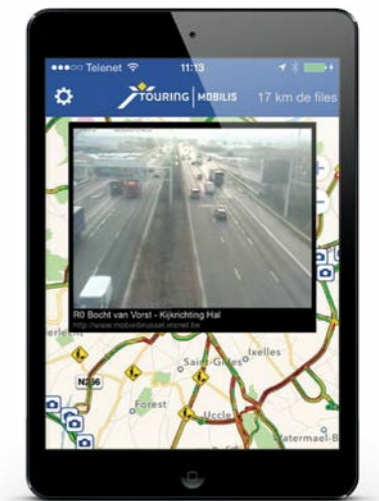 Telenet 11:13
TOURING | MOBILIS 17 km de files
R0 Bocht van Vorst - Kijkrichting Hal
http://www.mobielbrussel.irisnet.be
Saint-Gilles
Ixelles
N266
Forest
Uccle
Watermael-B